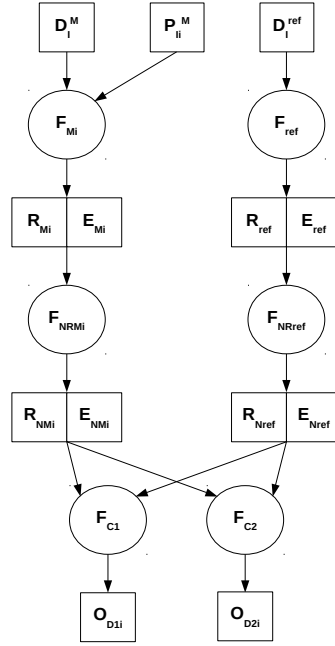 D_I^M P_Ii^M D_I^ref
F_Mi F_ref
R_Mi E_Mi R_ref E_ref
F_NRMi F_NRref
R_NMi E_NMi R_Nref E_Nref
F_C1 F_C2
O_D1i O_D2i